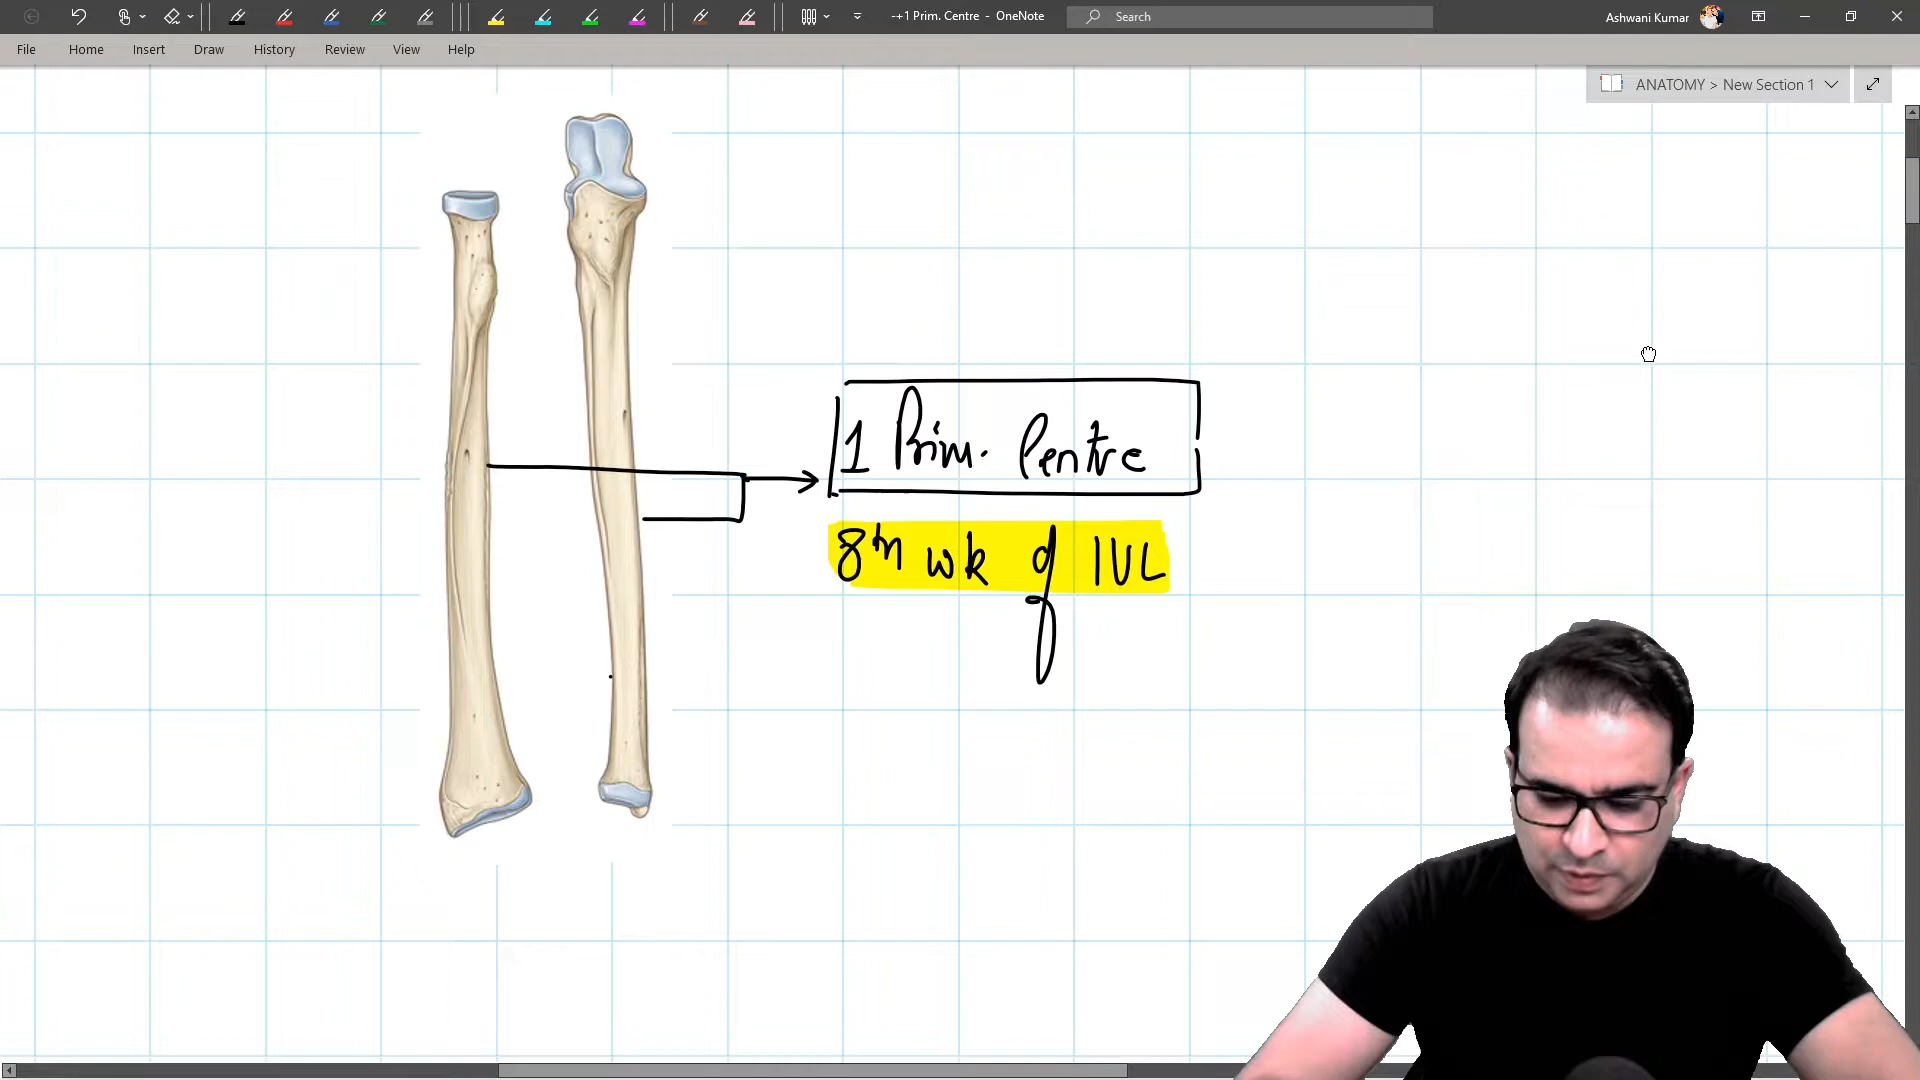 -+1 Prim. Centre - OneNote
Search
Ashwani Kumar
File Home Insert Draw History Review View Help
ANATOMY > New Section 1
1 Prim. Centre
8th wk of IUL